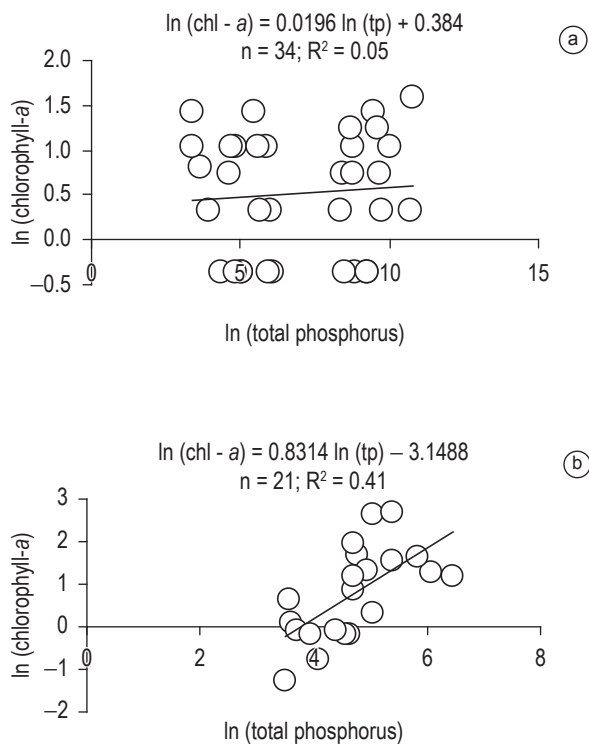 ln (chl - a) = 0.0196 ln (tp) + 0.384
n = 34; R² = 0.05
a
2.0
1.5
1.0
0.5
0.0
−0.5
0
5
10
15
ln (chlorophyll-a)
ln (total phosphorus)
ln (chl - a) = 0.8314 ln (tp) – 3.1488
n = 21; R² = 0.41
b
3
2
1
0
−1
−2
0
2
4
6
8
ln (chlorophyll-a)
ln (total phosphorus)